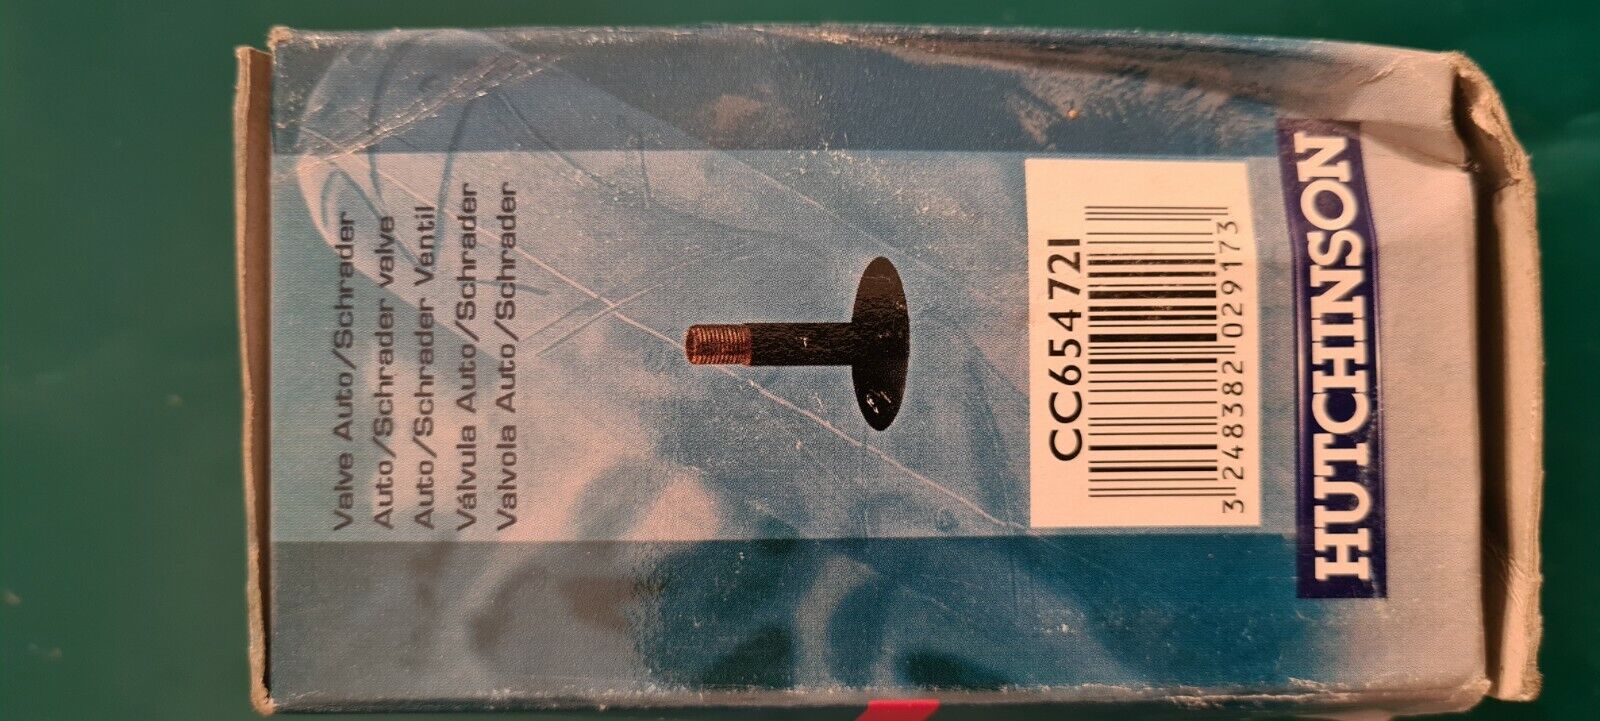 Valve Auto/Schrader
Auto/Schrader valve
Auto/Schrader Ventil
Válvula Auto/Schrader
Valvola Auto/Schrader
CC654721
3 248382 029173
HUTCHINSON